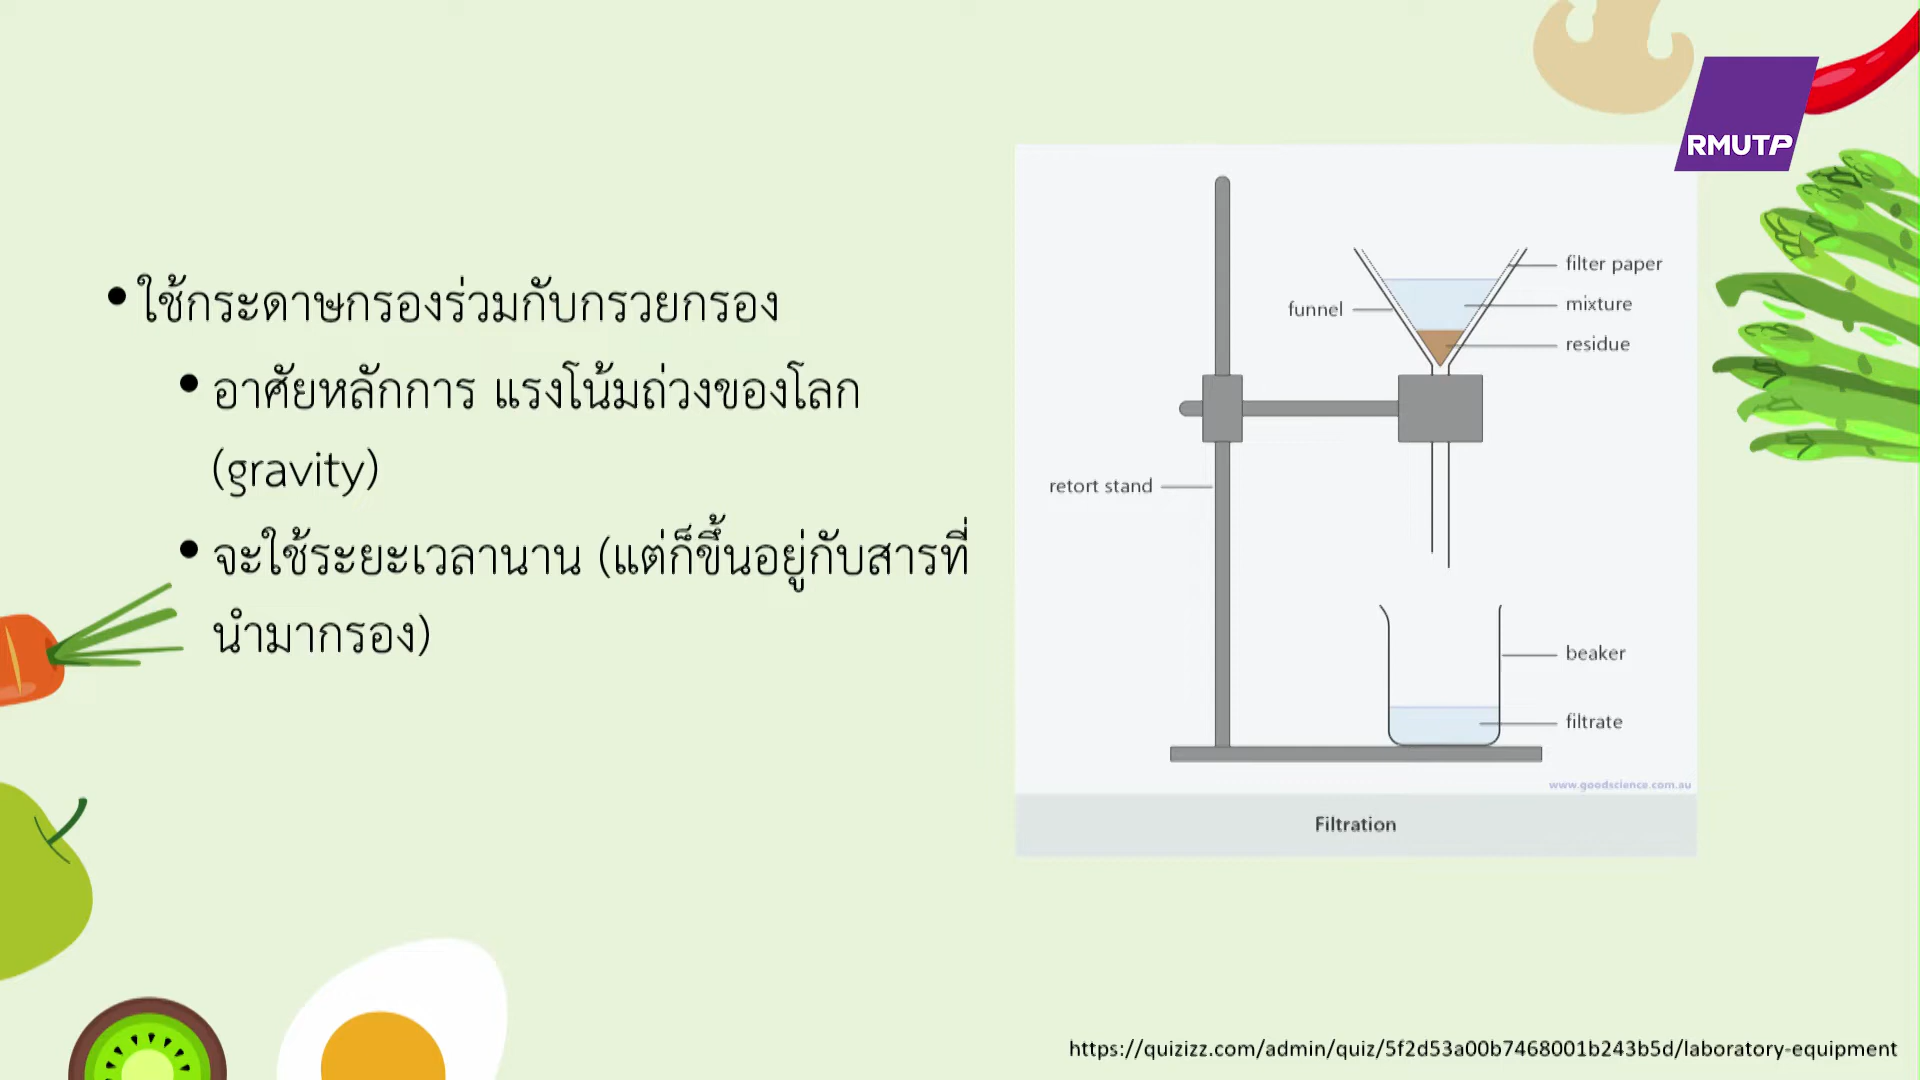 RMUTP
• ใช้กระดาษกรองร่วมกับกรวยกรอง
• อาศัยหลักการ แรงโน้มถ่วงของโลก
(gravity)
• จะใช้ระยะเวลานาน (แต่ก็ขึ้นอยู่กับสารที่
นำมากรอง)
filter paper
funnel
mixture
residue
retort stand
beaker
filtrate
www.goodscience.com.au
Filtration
https://quizizz.com/admin/quiz/5f2d53a00b7468001b243b5d/laboratory-equipment